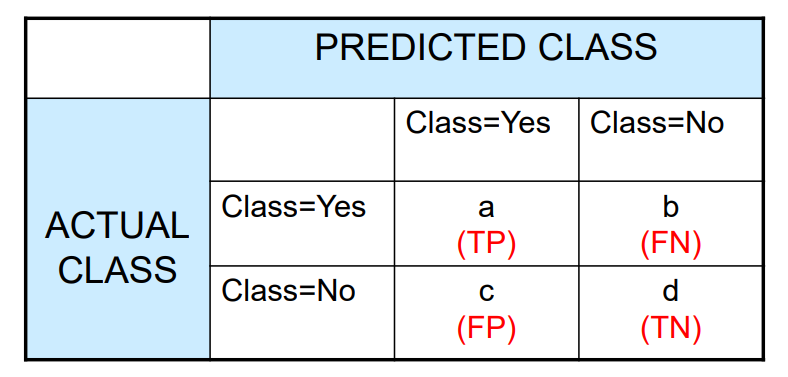 PREDICTED CLASS
Class=Yes Class=No
ACTUAL
CLASS
Class=Yes a b
(TP) (FN)
Class=No c d
(FP) (TN)